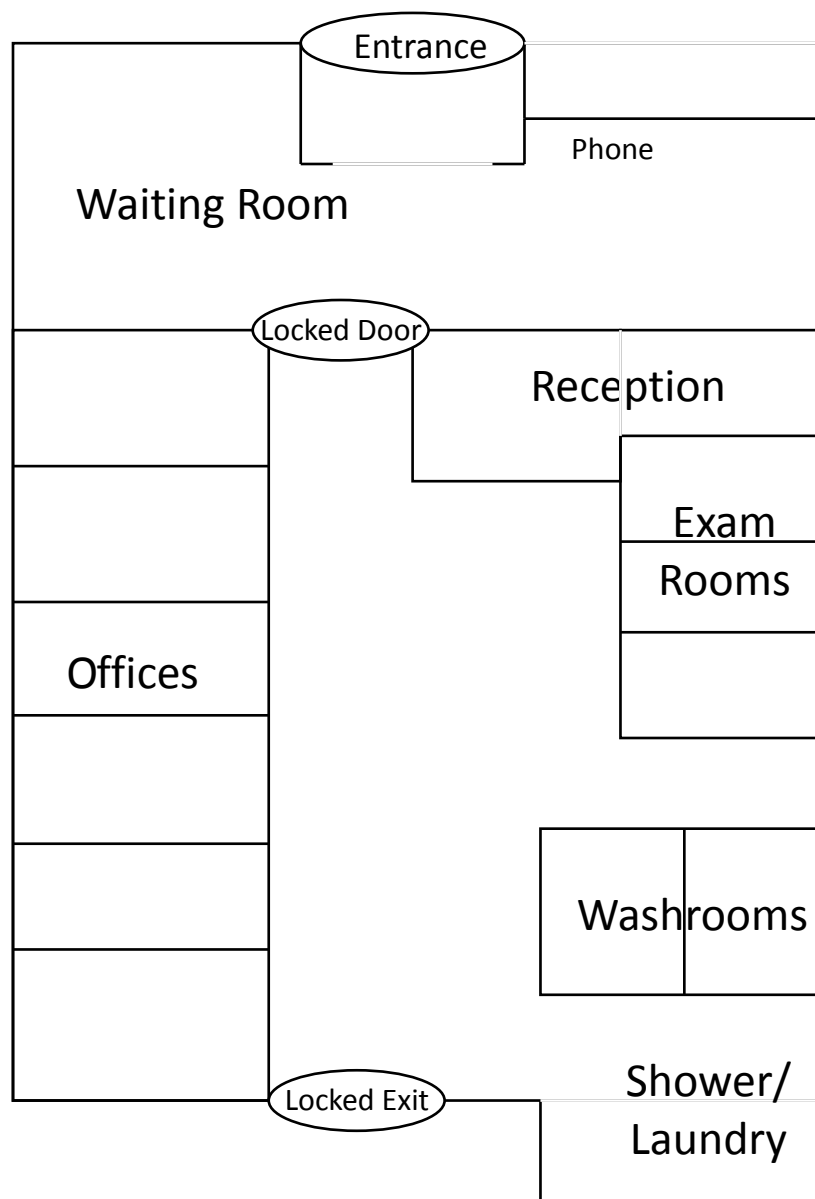 Entrance
Phone
Waiting Room
Locked Door
Reception
Exam
Rooms
Offices
Washrooms
Shower/
Laundry
Locked Exit